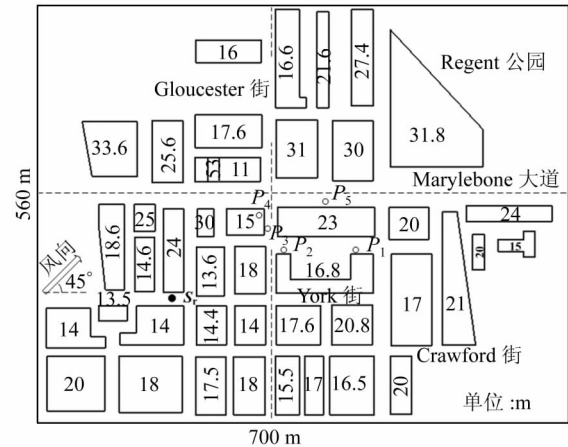 16
16.6
21.6
27.4
Regent 公园
Gloucester 街
33.6
25.6
17.6
31
30
31.8
53
11
Marylebone 大道
560 m
18.6
25
24
30
15
P4
P5
23
20
24
P3
14.6
13.6
18
P2
P1
20
15
风向
45°
16.8
13.5
Sr
York 街
17
21
14
14
14.4
14
17.6
20.8
Crawford 街
20
18
17.5
18
15.5
17
16.5
20
单位:m
700 m